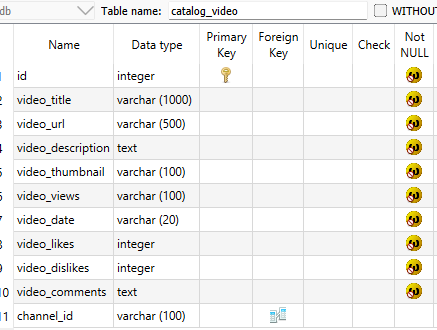 db Table name: catalog_video WITHOUT
Name Data type Primary Key Foreign Key Unique Check Not NULL
1 id integer
2 video_title varchar (1000)
3 video_url varchar (500)
4 video_description text
5 video_thumbnail varchar (100)
6 video_views varchar (100)
7 video_date varchar (20)
8 video_likes integer
9 video_dislikes integer
10 video_comments text
11 channel_id varchar (100)